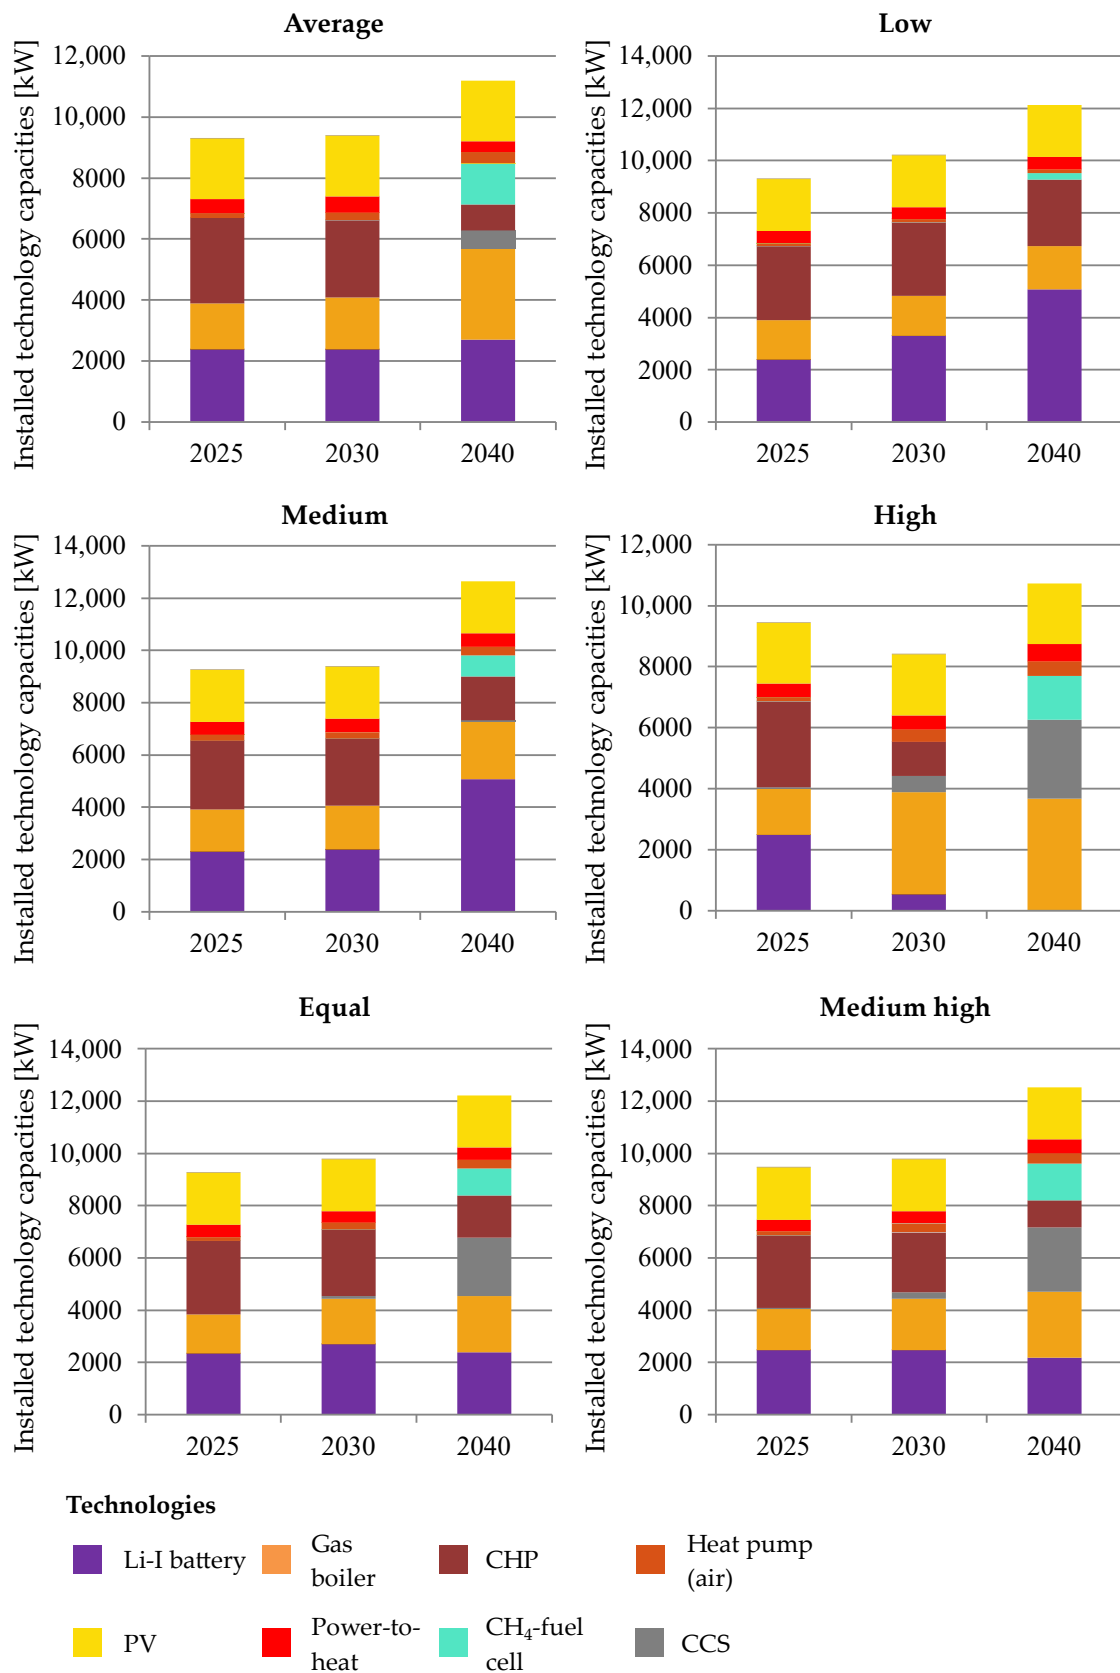 Average
Installed technology capacities [kW]
12,000
10,000
8000
6000
4000
2000
0
2025 2030 2040
Low
Installed technology capacities [kW]
14,000
12,000
10,000
8000
6000
4000
2000
0
2025 2030 2040
Medium
Installed technology capacities [kW]
14,000
12,000
10,000
8000
6000
4000
2000
0
2025 2030 2040
High
Installed technology capacities [kW]
12,000
10,000
8000
6000
4000
2000
0
2025 2030 2040
Equal
Installed technology capacities [kW]
14,000
12,000
10,000
8000
6000
4000
2000
0
2025 2030 2040
Medium high
Installed technology capacities [kW]
14,000
12,000
10,000
8000
6000
4000
2000
0
2025 2030 2040
Technologies
Li-I battery
Gas
boiler
CHP
Heat pump
(air)
PV
Power-to-
heat
CH₄-fuel
cell
CCS